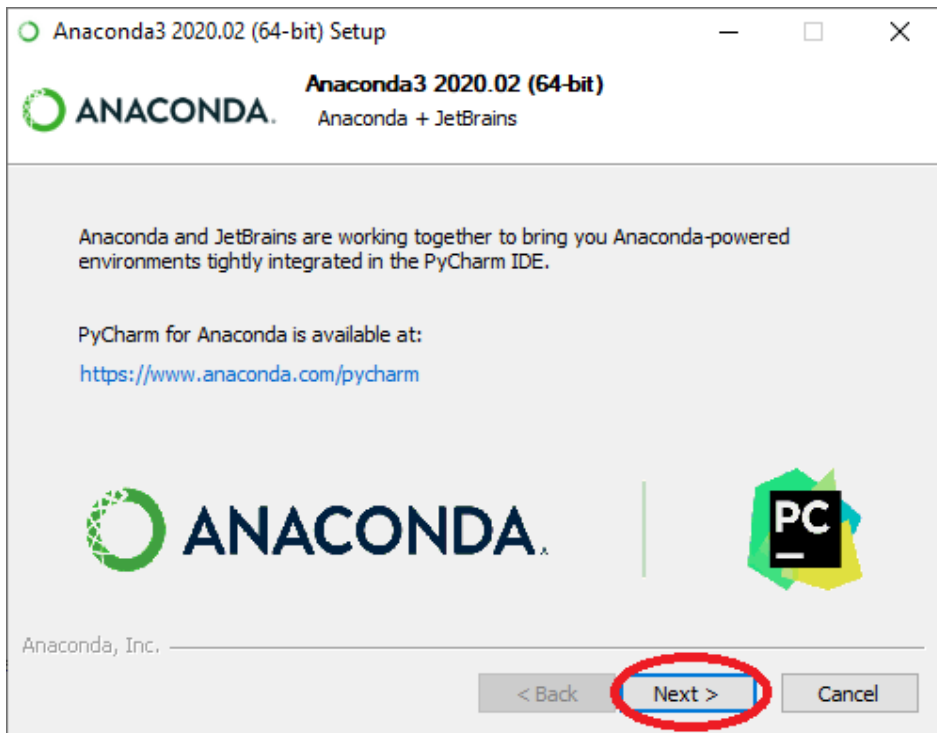 Anaconda3 2020.02 (64-bit) Setup
ANACONDA.
Anaconda3 2020.02 (64-bit)
Anaconda + JetBrains
Anaconda and JetBrains are working together to bring you Anaconda-powered
environments tightly integrated in the PyCharm IDE.
PyCharm for Anaconda is available at:
https://www.anaconda.com/pycharm
ANACONDA.
PC
Anaconda, Inc.
< Back Next > Cancel